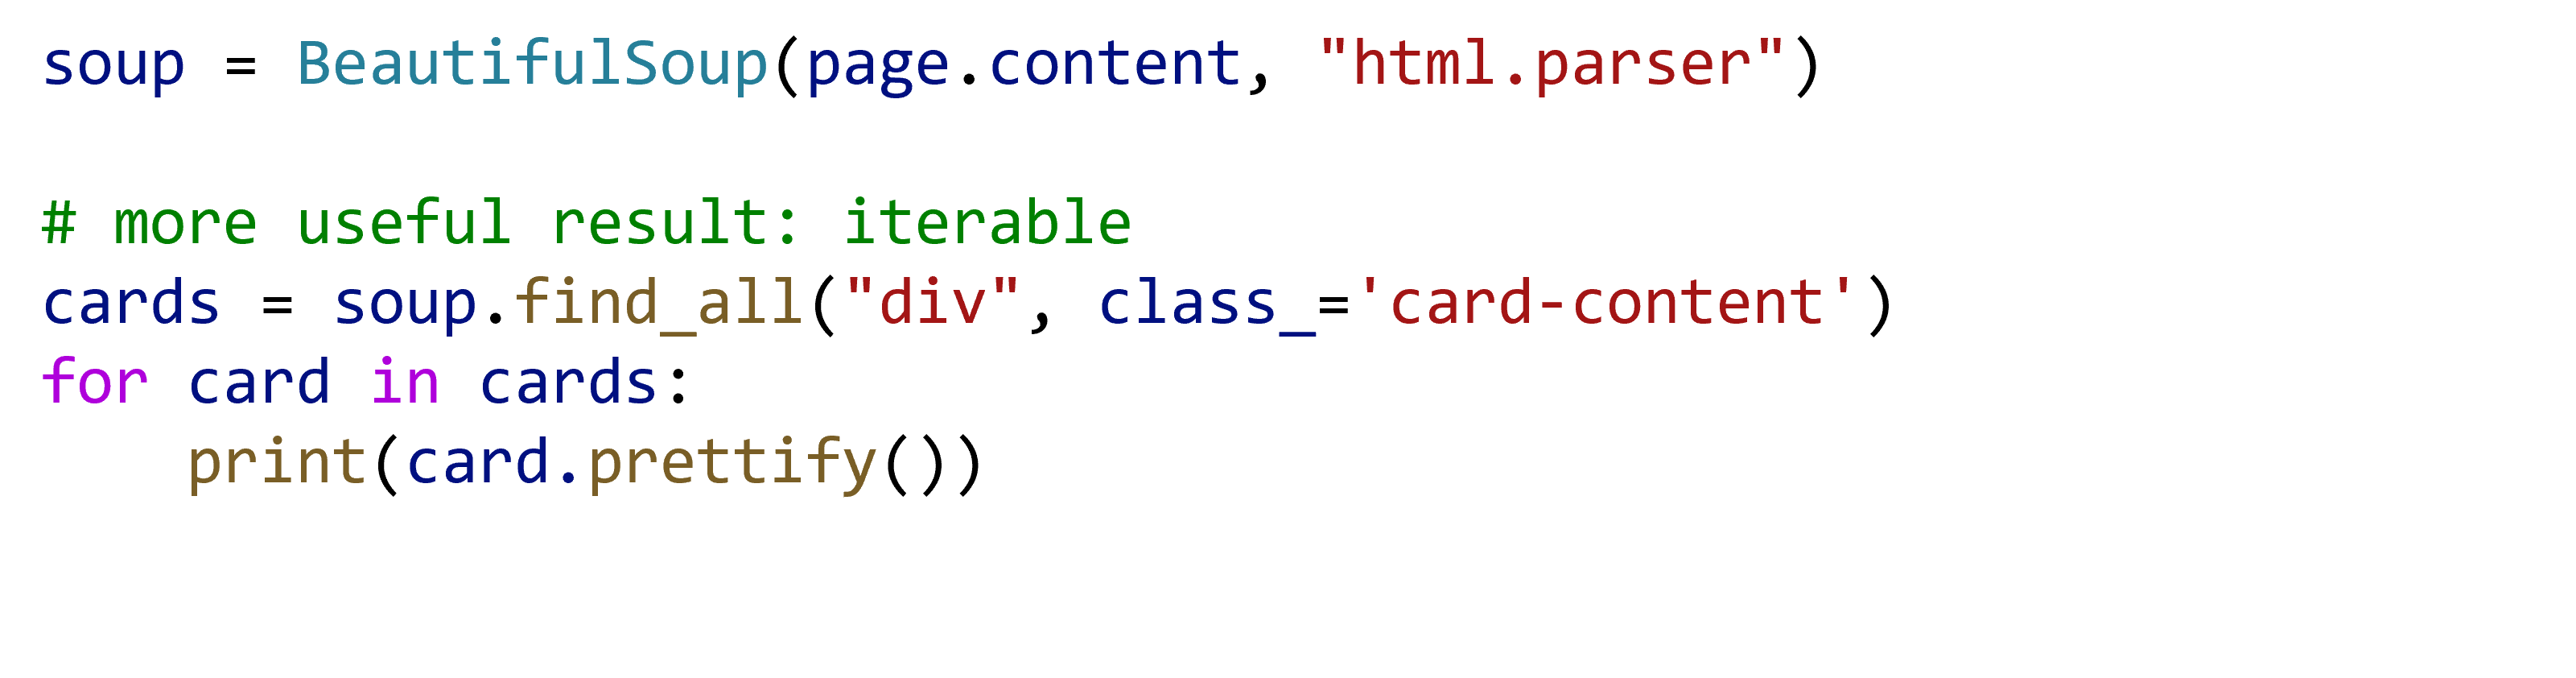 soup = BeautifulSoup(page.content, "html.parser")
# more useful result: iterable
cards = soup.find_all("div", class_='card-content')
for card in cards:
    print(card.prettify())